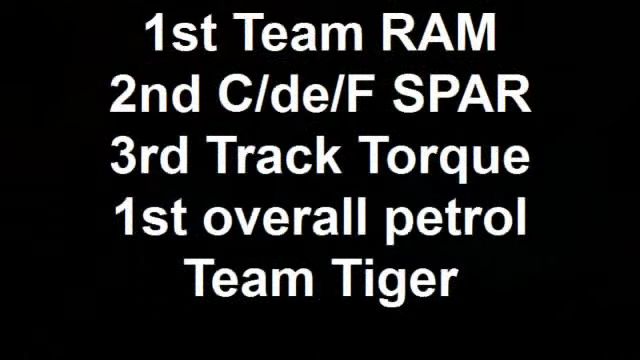 1st Team RAM
2nd C/de/F SPAR
3rd Track Torque
1st overall petrol
Team Tiger